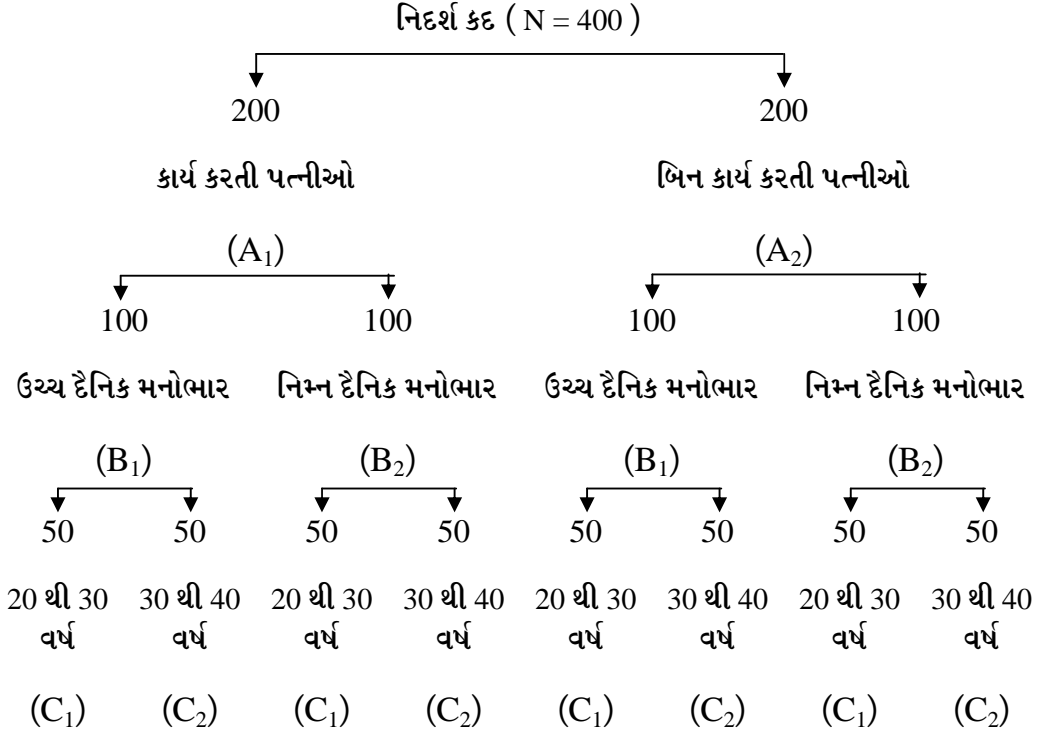 નિદર્શ કદ ( N = 400 )
200 200
કાર્ય કરતી પત્નીઓ બિન કાર્ય કરતી પત્નીઓ
(A₁) (A₂)
100 100 100 100
ઉચ્ચ દૈનિક મનોભાર નિમ્ન દૈનિક મનોભાર ઉચ્ચ દૈનિક મનોભાર નિમ્ન દૈનિક મનોભાર
(B₁) (B₂) (B₁) (B₂)
50 50 50 50 50 50 50 50
20 થી 30 30 થી 40 20 થી 30 30 થી 40 20 થી 30 30 થી 40 20 થી 30 30 થી 40
વર્ષ વર્ષ વર્ષ વર્ષ વર્ષ વર્ષ વર્ષ વર્ષ
(C₁) (C₂) (C₁) (C₂) (C₁) (C₂) (C₁) (C₂)